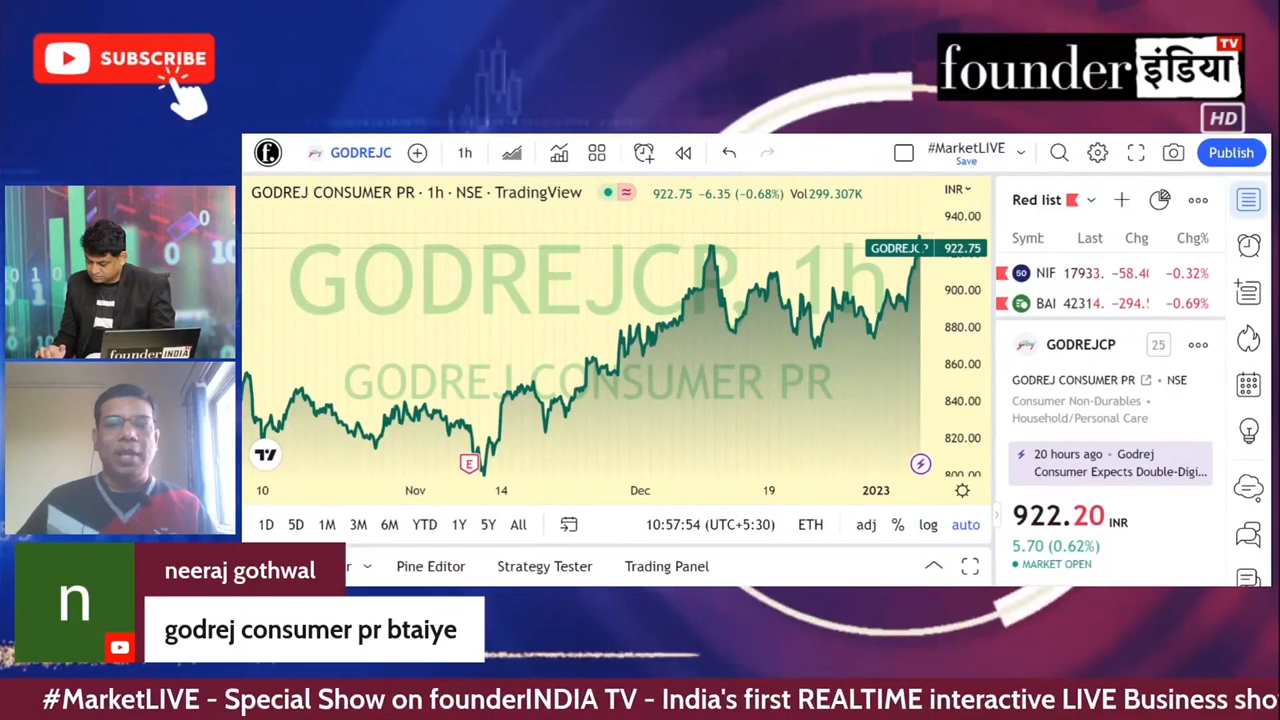 SUBSCRIBE
founder इंडिया TV
HD
GODREJC
1h
#MarketLIVE
Save
Publish
GODREJ CONSUMER PR · 1h · NSE · TradingView
922.75 −6.35 (−0.68%) Vol299.307K
INR
940.00
GODREJCP 922.75
900.00
880.00
860.00
840.00
820.00
800.00
GODREJCP, 1h
GODREJ CONSUMER PR
E
10 Nov 14 Dec 19 2023
1D 5D 1M 3M 6M YTD 1Y 5Y All
10:57:54 (UTC+5:30) ETH adj % log auto
r Pine Editor Strategy Tester Trading Panel
Red list
Symb Last Chg Chg%
50 NIF 17933. −58.4( −0.32%
BAI 42314. −294.! −0.69%
GODREJCP 25
GODREJ CONSUMER PR • NSE
Consumer Non-Durables •
Household/Personal Care
20 hours ago • Godrej
Consumer Expects Double-Digi...
922.20 INR
5.70 (0.62%)
MARKET OPEN
founder INDIA
n
neeraj gothwal
godrej consumer pr btaiye
#MarketLIVE - Special Show on founderINDIA TV - India's first REALTIME interactive LIVE Business sho